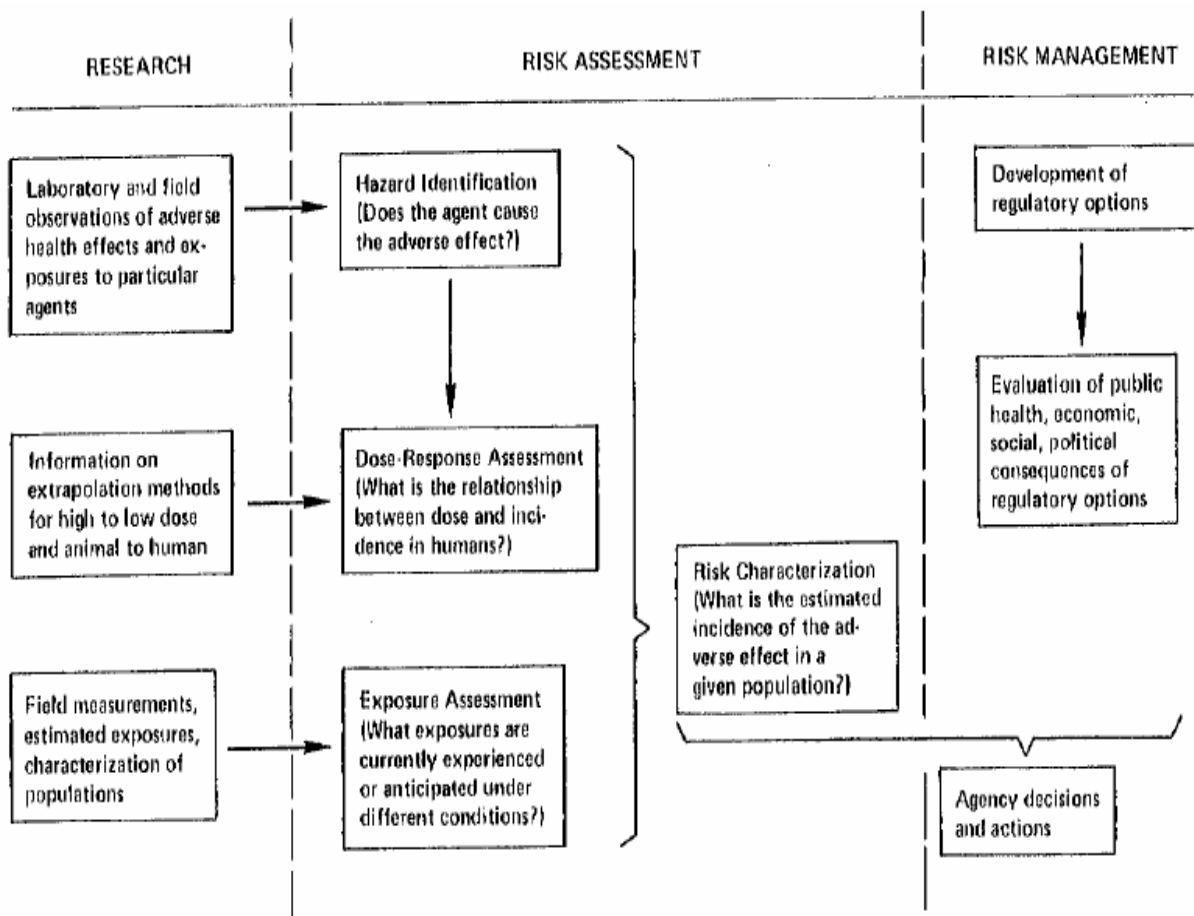 RESEARCH
RISK ASSESSMENT
RISK MANAGEMENT
Laboratory and field
observations of adverse
health effects and ex-
posures to particular
agents
Hazard Identification
(Does the agent cause
the adverse effect?)
Development of
regulatory options
Information on
extrapolation methods
for high to low dose
and animal to human
Dose-Response Assessment
(What is the relationship
between dose and inci-
dence in humans?)
Evaluation of public
health, economic,
social, political
consequences of
regulatory options
Field measurements,
estimated exposures,
characterization of
populations
Exposure Assessment
(What exposures are
currently experienced
or anticipated under
different conditions?)
Risk Characterization
(What is the estimated
incidence of the ad-
verse effect in a
given population?)
Agency decisions
and actions